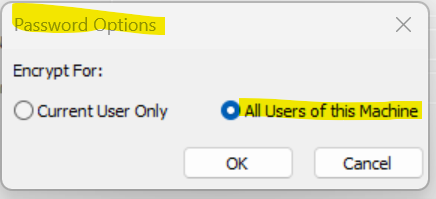 Password Options
Encrypt For:
Current User Only All Users of this Machine
OK Cancel